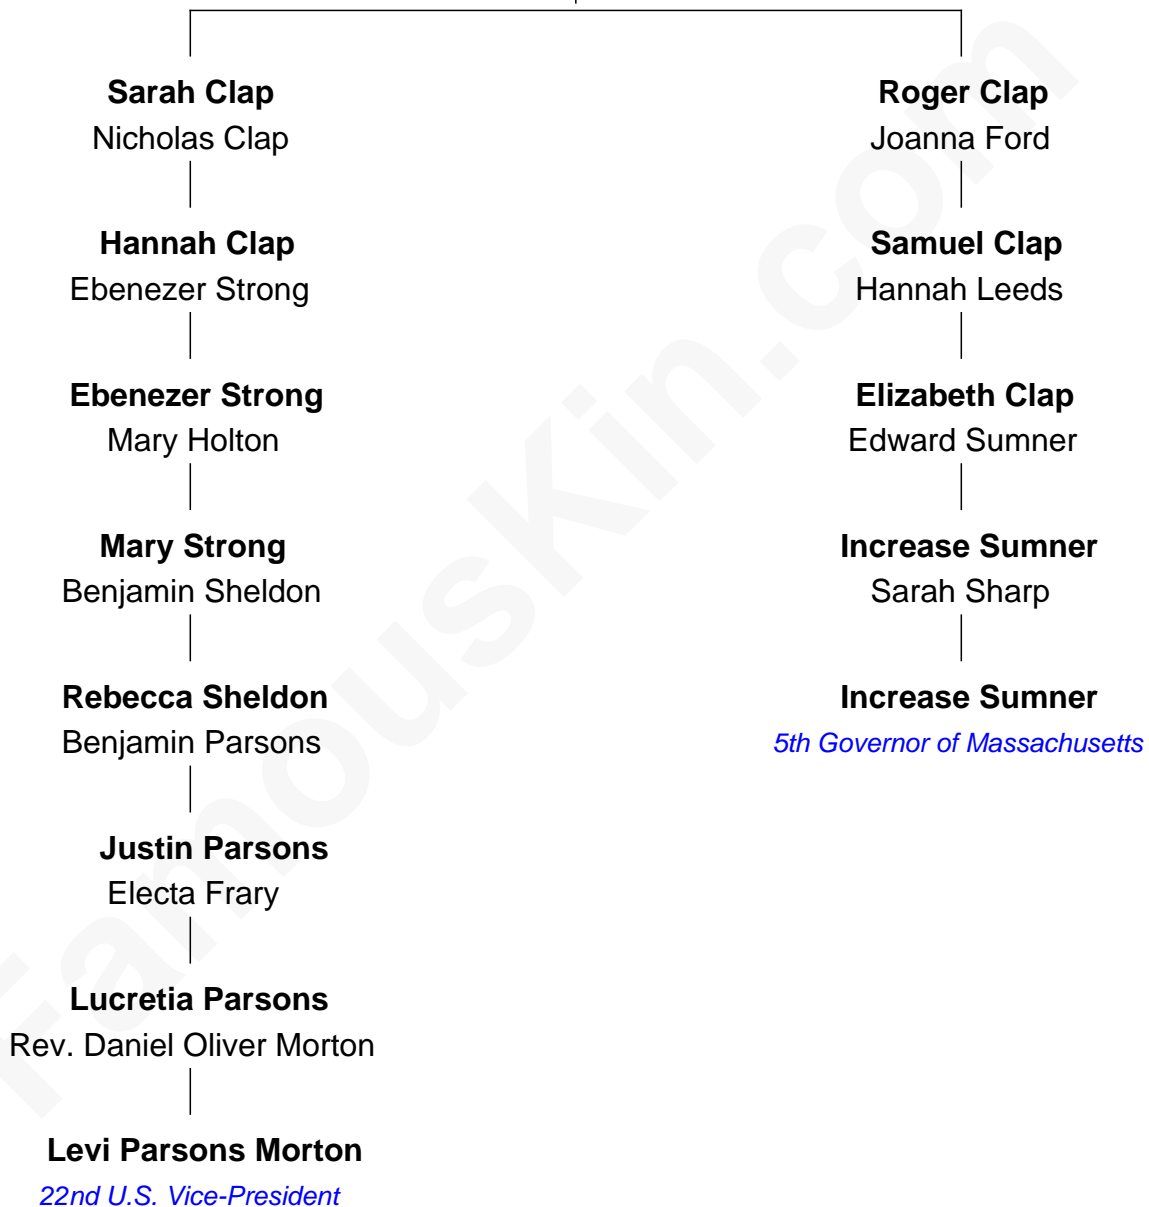 Sarah Clap
Nicholas Clap
Hannah Clap
Ebenezer Strong
Ebenezer Strong
Mary Holton
Mary Strong
Benjamin Sheldon
Rebecca Sheldon
Benjamin Parsons
Justin Parsons
Electa Frary
Lucretia Parsons
Rev. Daniel Oliver Morton
Levi Parsons Morton
22nd U.S. Vice-President
Roger Clap
Joanna Ford
Samuel Clap
Hannah Leeds
Elizabeth Clap
Edward Sumner
Increase Sumner
Sarah Sharp
Increase Sumner
5th Governor of Massachusetts
FamousKin.com